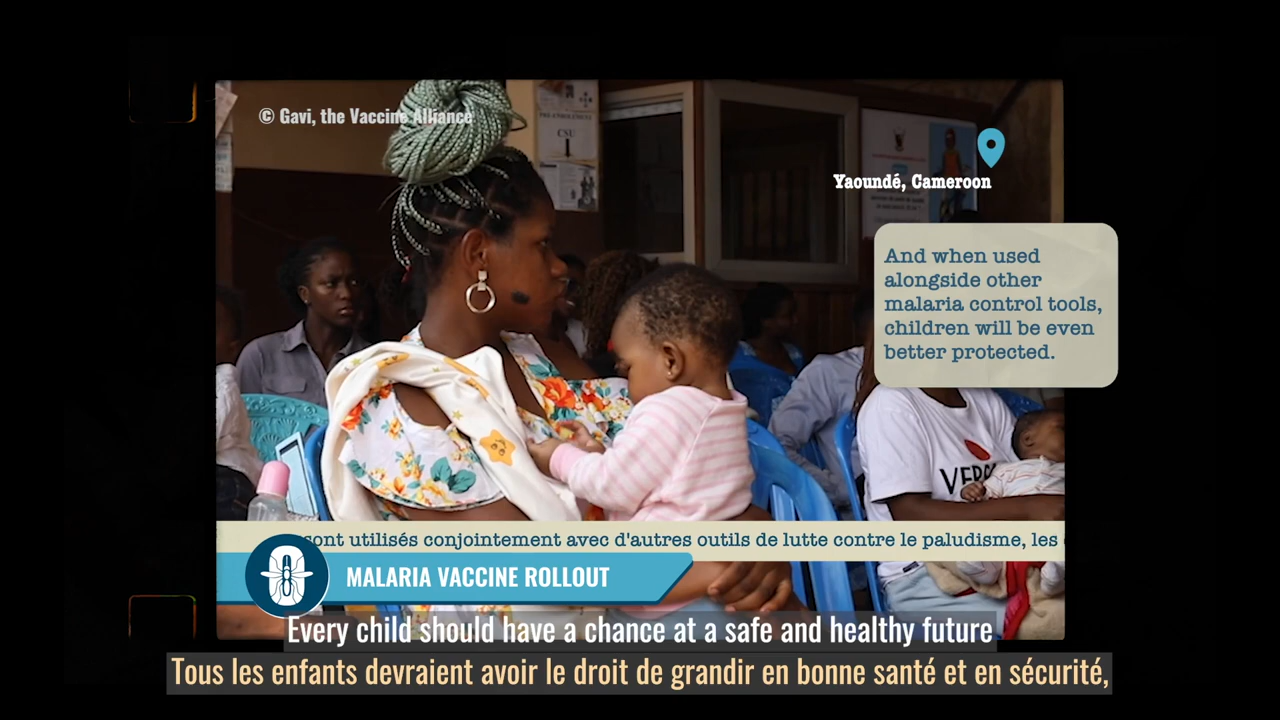 © Gavi, the Vaccine Alliance
CSU
Yaoundé, Cameroon
And when used
alongside other
malaria control tools,
children will be even
better protected.
VER
sont utilisés conjointement avec d'autres outils de lutte contre le paludisme, les
MALARIA VACCINE ROLLOUT
Every child should have a chance at a safe and healthy future
Tous les enfants devraient avoir le droit de grandir en bonne santé et en sécurité,